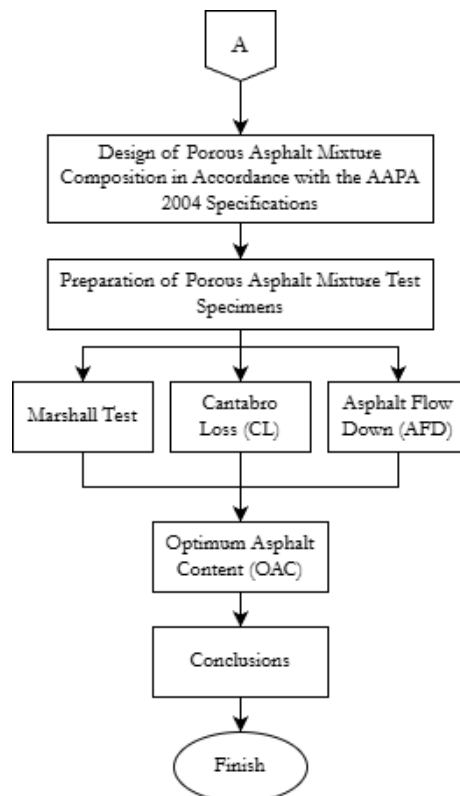 A
Design of Porous Asphalt Mixture
Composition in Accordance with the AAPA
2004 Specifications
Preparation of Porous Asphalt Mixture Test
Specimens
Marshall Test
Cantabro
Loss (CL)
Asphalt Flow
Down (AFD)
Optimum Asphalt
Content (OAC)
Conclusions
Finish